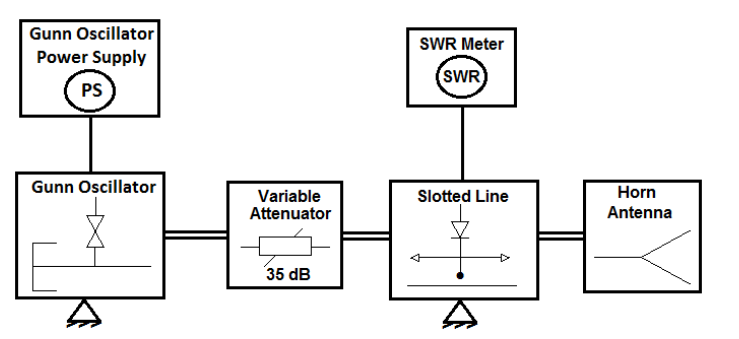 Gunn Oscillator
Power Supply
PS
SWR Meter
SWR
Gunn Oscillator
Variable
Attenuator
35 dB
Slotted Line
Horn
Antenna